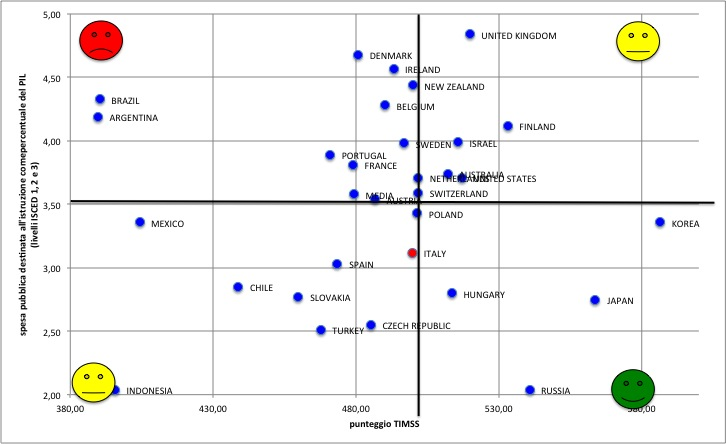 5,00
UNITED KINGDOM
DENMARK
IRELAND
4,50
NEW ZEALAND
BRAZIL
BELGIUM
ARGENTINA
FINLAND
4,00
SWEDEN
ISRAEL
PORTUGAL
FRANCE
AUSTRALIA
NETHERLANDS
UNITED STATES
MEDIA
SWITZERLAND
AUSTRIA
3,50
POLAND
MEXICO
KOREA
ITALY
3,00
SPAIN
CHILE
SLOVAKIA
HUNGARY
JAPAN
2,50
TURKEY
CZECH REPUBLIC
INDONESIA
RUSSIA
2,00
380,00
430,00
480,00
530,00
580,00
punteggio TIMSS
spesa pubblica destinata all'istruzione comepercentuale del PIL
(livelli ISCED 1, 2 e 3)